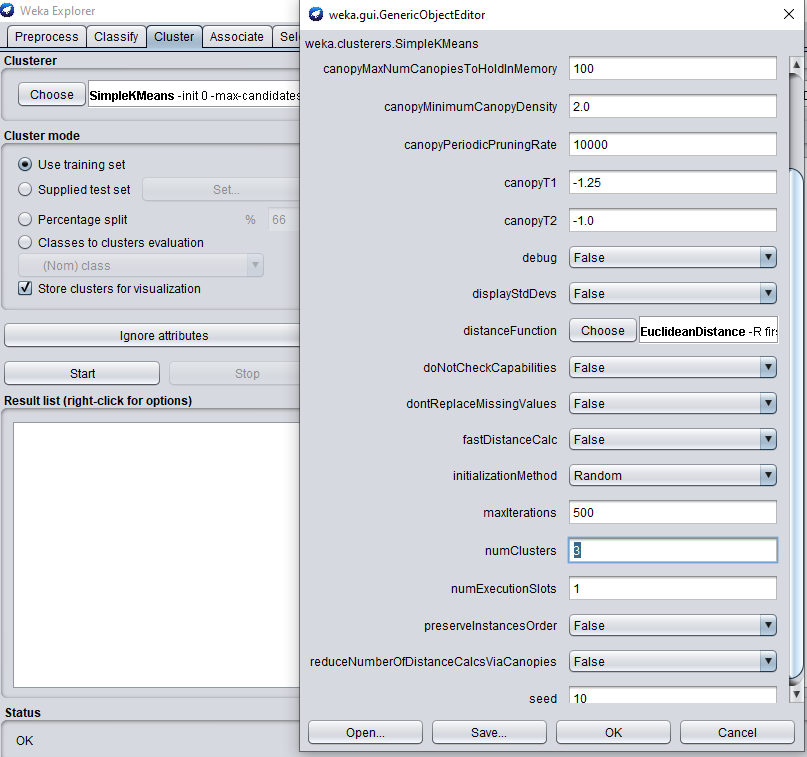 Weka Explorer
Preprocess Classify Cluster Associate
Clusterer
Choose SimpleKMeans -init 0 -max-candidates
Cluster mode
Use training set
Supplied test set Set...
Percentage split % 66
Classes to clusters evaluation
(Nom) class
Store clusters for visualization
Ignore attributes
Start Stop
Result list (right-click for options)
Status
OK
weka.gui.GenericObjectEditor
weka.clusterers.SimpleKMeans
canopyMaxNumCanopiesToHoldInMemory 100
canopyMinimumCanopyDensity 2.0
canopyPeriodicPruningRate 10000
canopyT1 -1.25
canopyT2 -1.0
debug False
displayStdDevs False
distanceFunction Choose EuclideanDistance -R firs
doNotCheckCapabilities False
dontReplaceMissingValues False
fastDistanceCalc False
initializationMethod Random
maxIterations 500
numClusters 3
numExecutionSlots 1
preserveInstancesOrder False
reduceNumberOfDistanceCalcsViaCanopies False
seed 10
Open... Save... OK Cancel